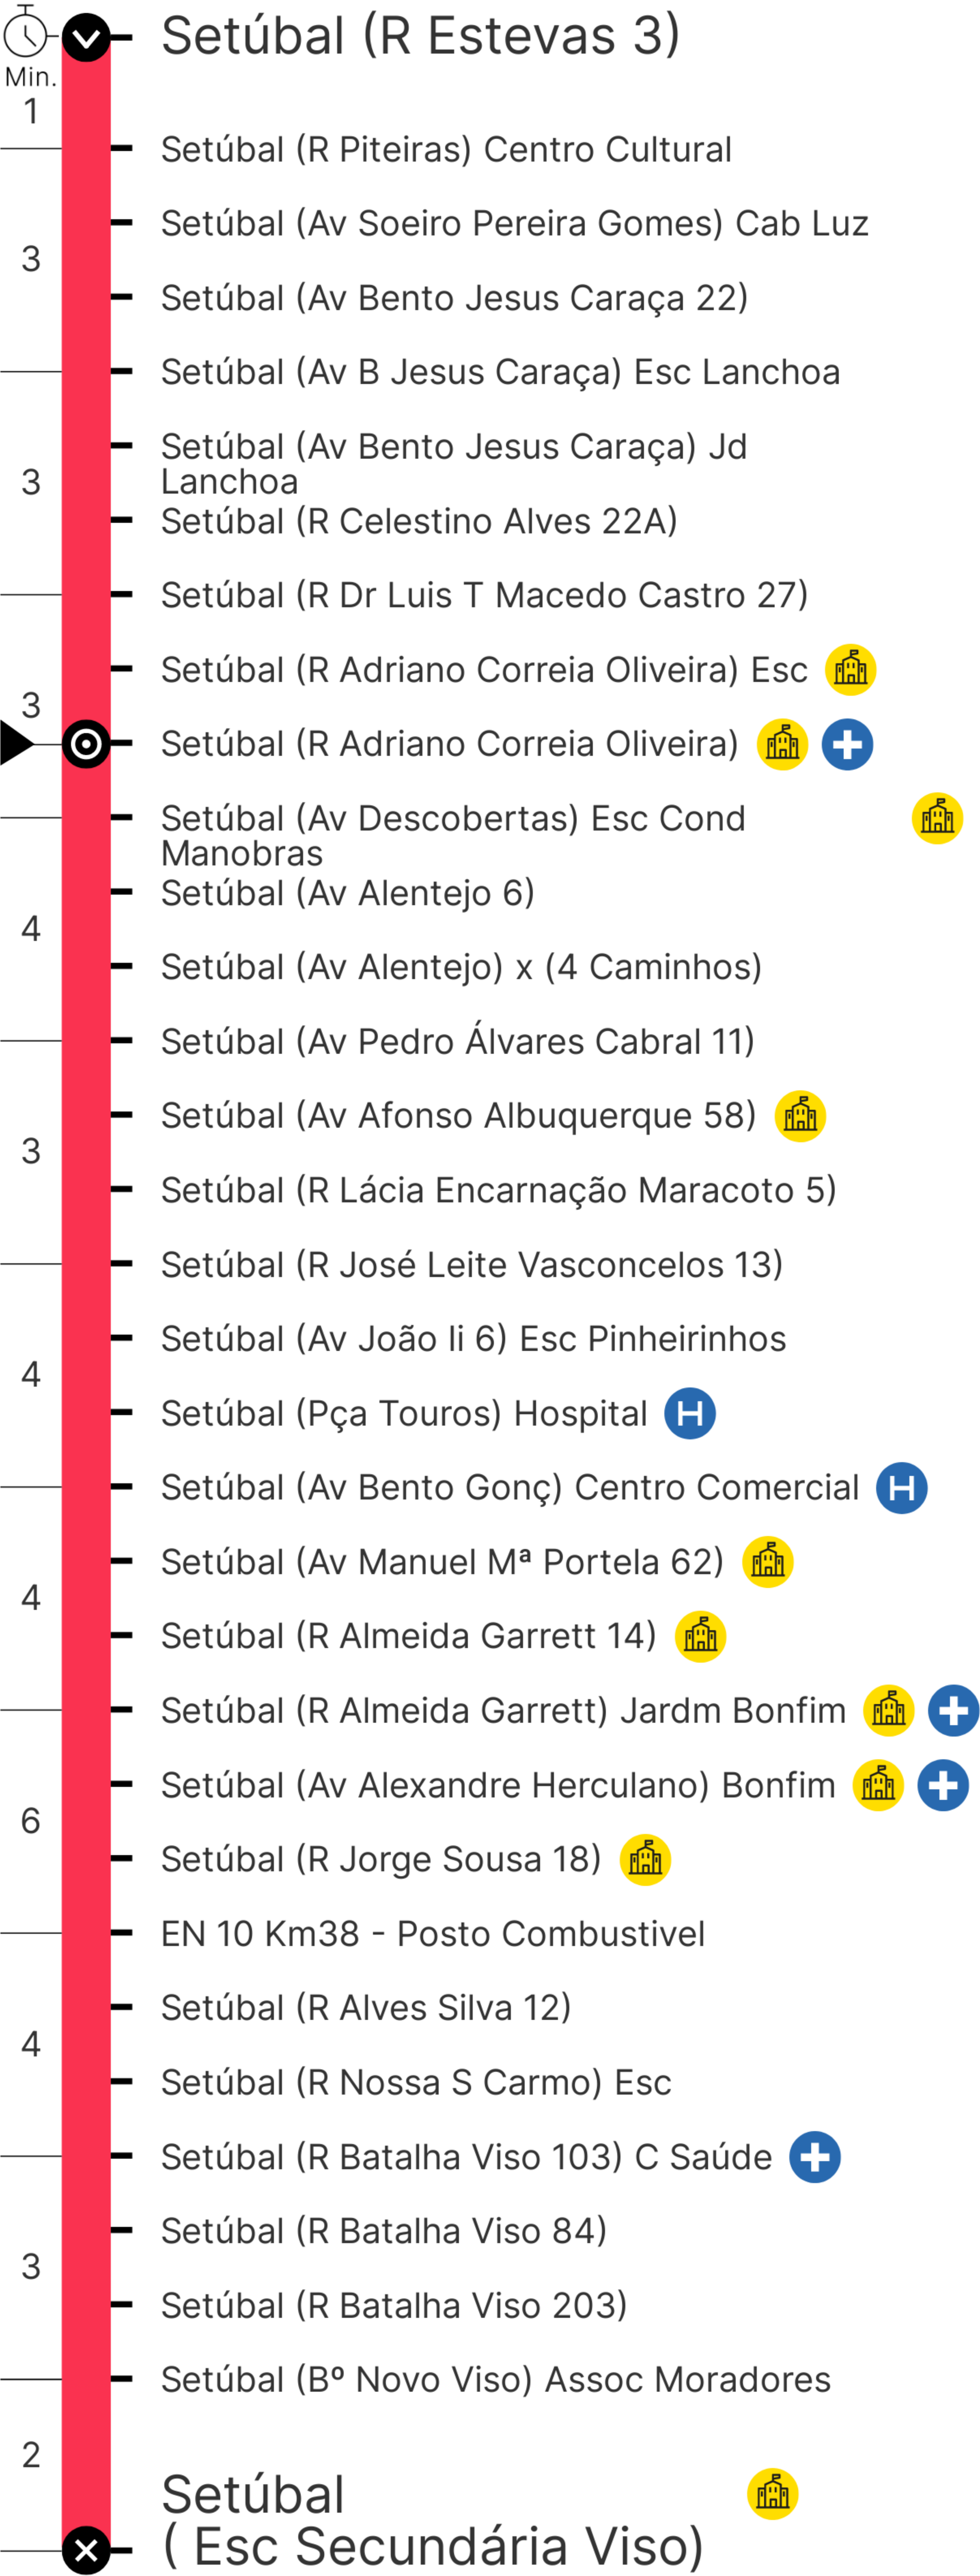 Setúbal (R Estevas 3)
Min.
1
Setúbal (R Piteiras) Centro Cultural
Setúbal (Av Soeiro Pereira Gomes) Cab Luz
3
Setúbal (Av Bento Jesus Caraça 22)
Setúbal (Av B Jesus Caraça) Esc Lanchoa
Setúbal (Av Bento Jesus Caraça) Jd
Lanchoa
3
Setúbal (R Celestino Alves 22A)
Setúbal (R Dr Luis T Macedo Castro 27)
Setúbal (R Adriano Correia Oliveira) Esc
3
Setúbal (R Adriano Correia Oliveira)
Setúbal (Av Descobertas) Esc Cond
Manobras
Setúbal (Av Alentejo 6)
4
Setúbal (Av Alentejo) x (4 Caminhos)
Setúbal (Av Pedro Álvares Cabral 11)
Setúbal (Av Afonso Albuquerque 58)
3
Setúbal (R Lácia Encarnação Maracoto 5)
Setúbal (R José Leite Vasconcelos 13)
Setúbal (Av João Ii 6) Esc Pinheirinhos
4
Setúbal (Pça Touros) Hospital H
Setúbal (Av Bento Gonç) Centro Comercial H
Setúbal (Av Manuel Mª Portela 62)
4
Setúbal (R Almeida Garrett 14)
Setúbal (R Almeida Garrett) Jardm Bonfim
Setúbal (Av Alexandre Herculano) Bonfim
6
Setúbal (R Jorge Sousa 18)
EN 10 Km38 - Posto Combustivel
Setúbal (R Alves Silva 12)
4
Setúbal (R Nossa S Carmo) Esc
Setúbal (R Batalha Viso 103) C Saúde
Setúbal (R Batalha Viso 84)
3
Setúbal (R Batalha Viso 203)
Setúbal (Bº Novo Viso) Assoc Moradores
2
Setúbal
( Esc Secundária Viso)